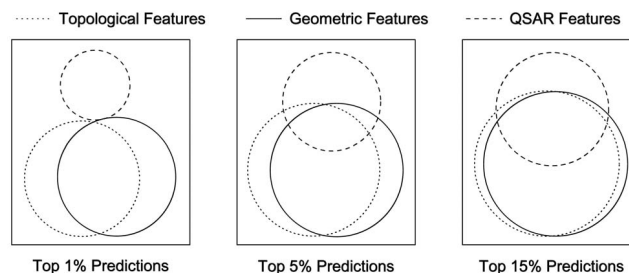 Topological Features Geometric Features QSAR Features
Top 1% Predictions Top 5% Predictions Top 15% Predictions